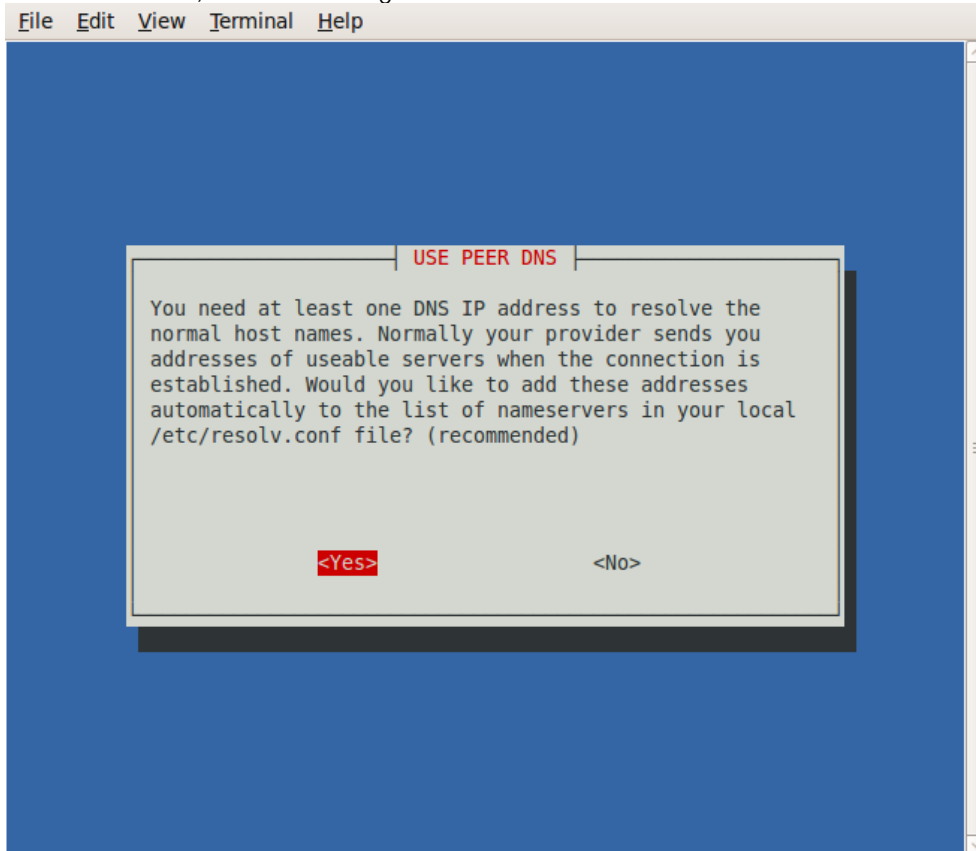 File Edit View Terminal Help
USE PEER DNS
You need at least one DNS IP address to resolve the
normal host names. Normally your provider sends you
addresses of useable servers when the connection is
established. Would you like to add these addresses
automatically to the list of nameservers in your local
/etc/resolv.conf file? (recommended)
<Yes> <No>